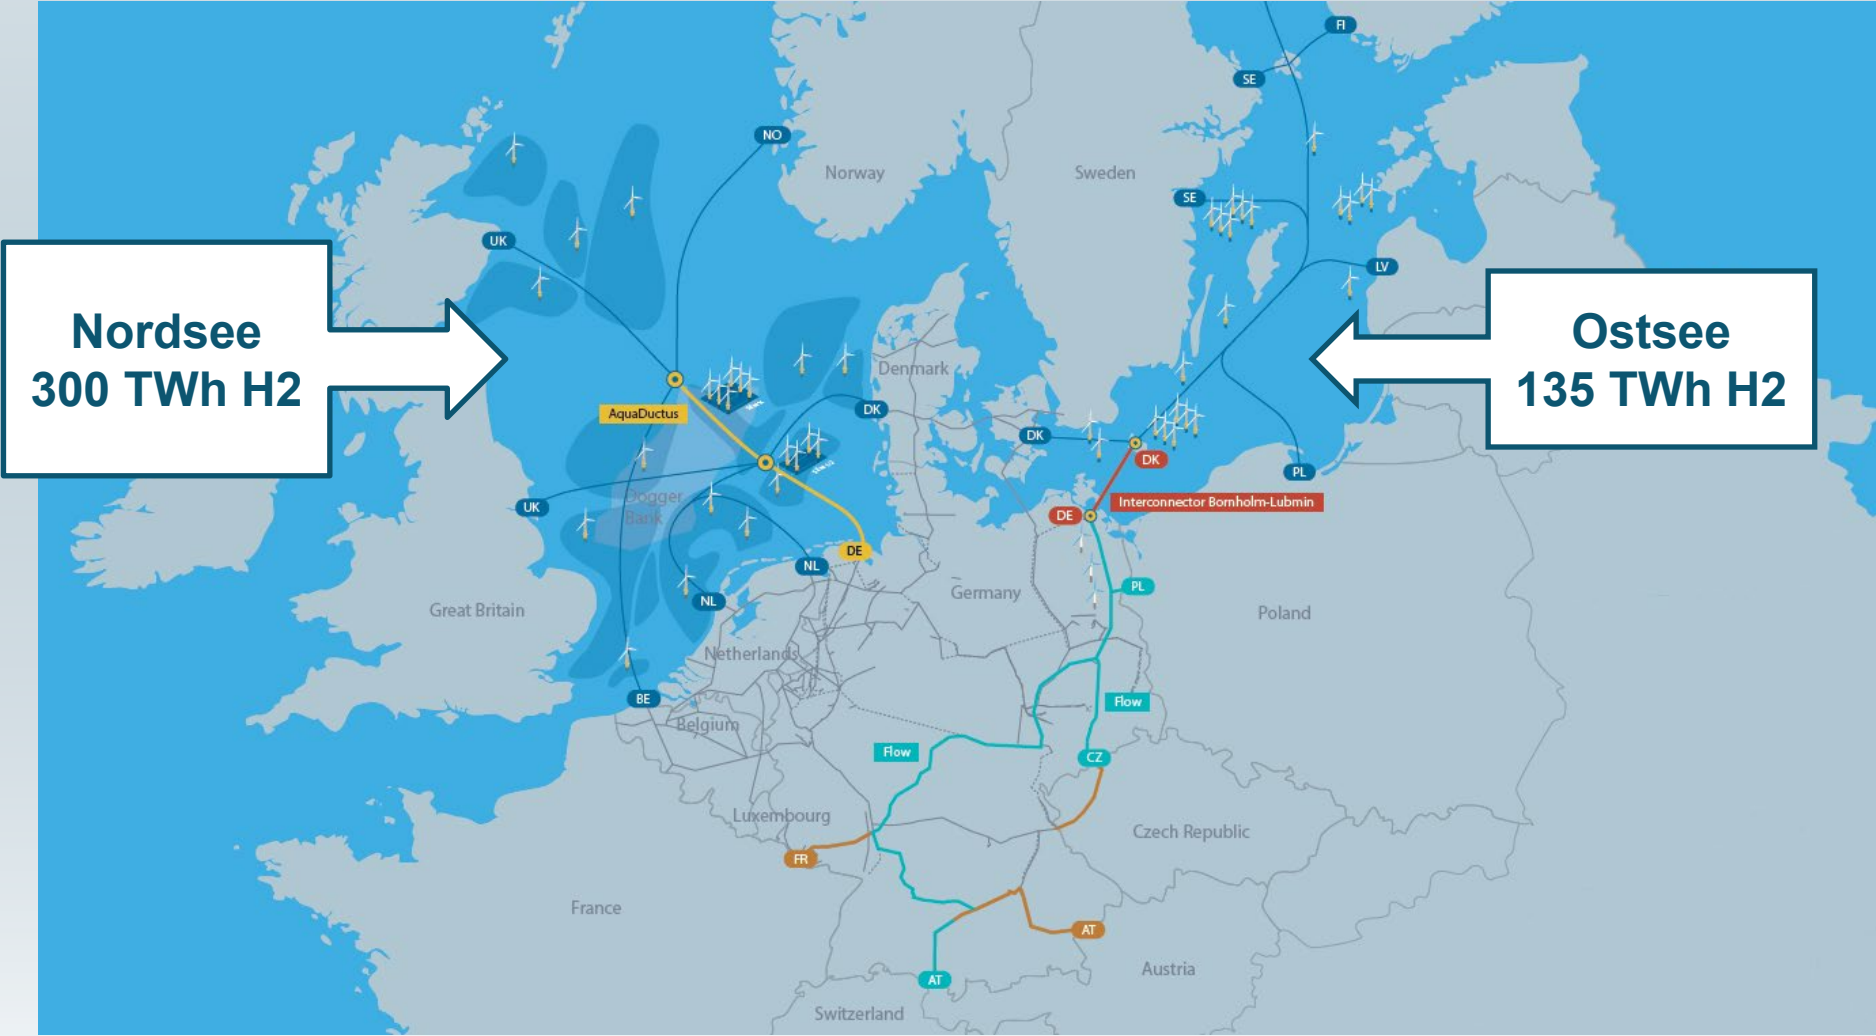 FI
SE
NO
Norway
Sweden
SE
UK
LV
Nordsee
300 TWh H2
Ostsee
135 TWh H2
Denmark
AquaDuctus
DK
DK
DK
PL
Dogger
Bank
UK
Interconnector Bornholm-Lubmin
DE
DE
NL
PL
NL
Germany
Great Britain
Poland
Netherlands
BE
Flow
Belgium
Flow
CZ
Luxembourg
Czech Republic
FR
France
AT
Austria
AT
Switzerland